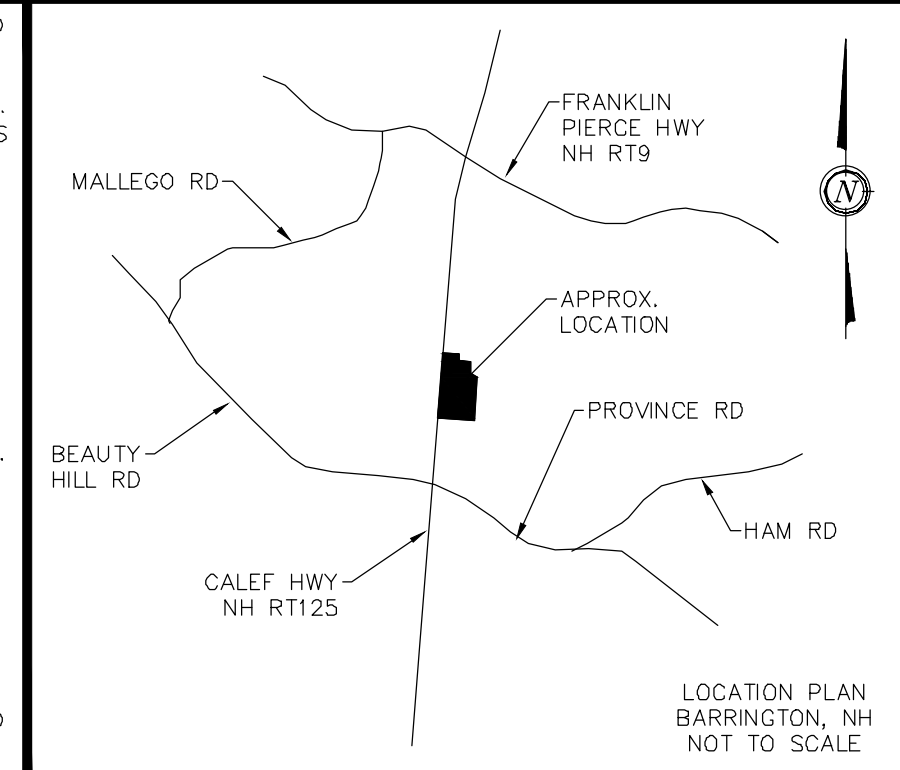 FRANKLIN
PIERCE HWY
NH RT9
MALLEGO RD
N
APPROX.
LOCATION
PROVINCE RD
BEAUTY
HILL RD
HAM RD
CALEF HWY
NH RT125
LOCATION PLAN
BARRINGTON, NH
NOT TO SCALE